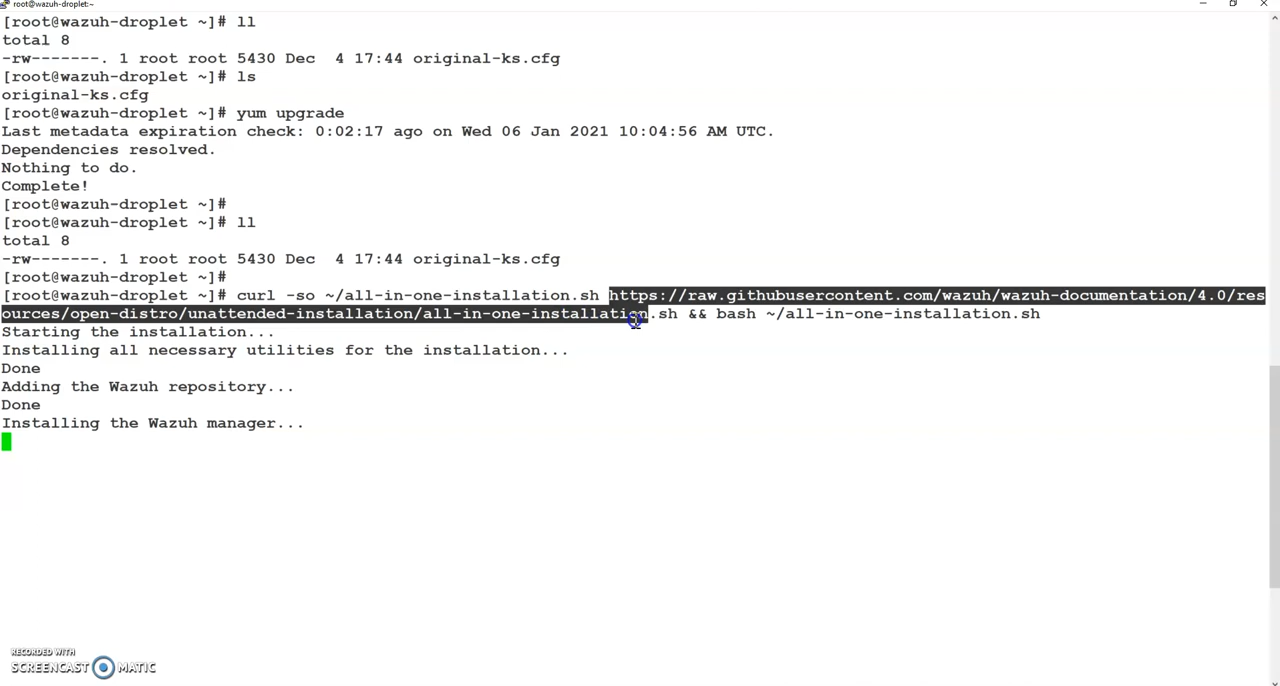 root@wazuh-droplet:~
[root@wazuh-droplet ~]# ll
total 8
-rw-------. 1 root root 5430 Dec  4 17:44 original-ks.cfg
[root@wazuh-droplet ~]# ls
original-ks.cfg
[root@wazuh-droplet ~]# yum upgrade
Last metadata expiration check: 0:02:17 ago on Wed 06 Jan 2021 10:04:56 AM UTC.
Dependencies resolved.
Nothing to do.
Complete!
[root@wazuh-droplet ~]#
[root@wazuh-droplet ~]# ll
total 8
-rw-------. 1 root root 5430 Dec  4 17:44 original-ks.cfg
[root@wazuh-droplet ~]#
[root@wazuh-droplet ~]# curl -so ~/all-in-one-installation.sh https://raw.githubusercontent.com/wazuh/wazuh-documentation/4.0/res
ources/open-distro/unattended-installation/all-in-one-installation.sh && bash ~/all-in-one-installation.sh
Starting the installation...
Installing all necessary utilities for the installation...
Done
Adding the Wazuh repository...
Done
Installing the Wazuh manager...
RECORDED WITH
SCREENCAST MATIC